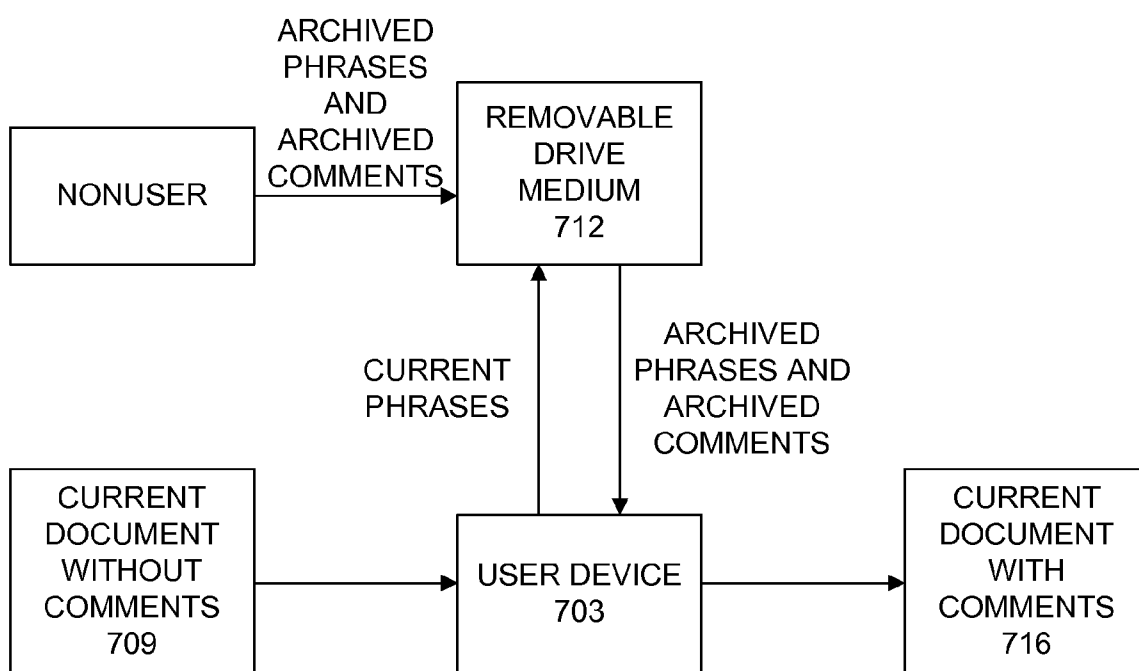 ARCHIVED
PHRASES
AND
ARCHIVED
COMMENTS
NONUSER
REMOVABLE
DRIVE
MEDIUM
712
CURRENT
PHRASES
ARCHIVED
PHRASES AND
ARCHIVED
COMMENTS
CURRENT
DOCUMENT
WITHOUT
COMMENTS
709
USER DEVICE
703
CURRENT
DOCUMENT
WITH
COMMENTS
716